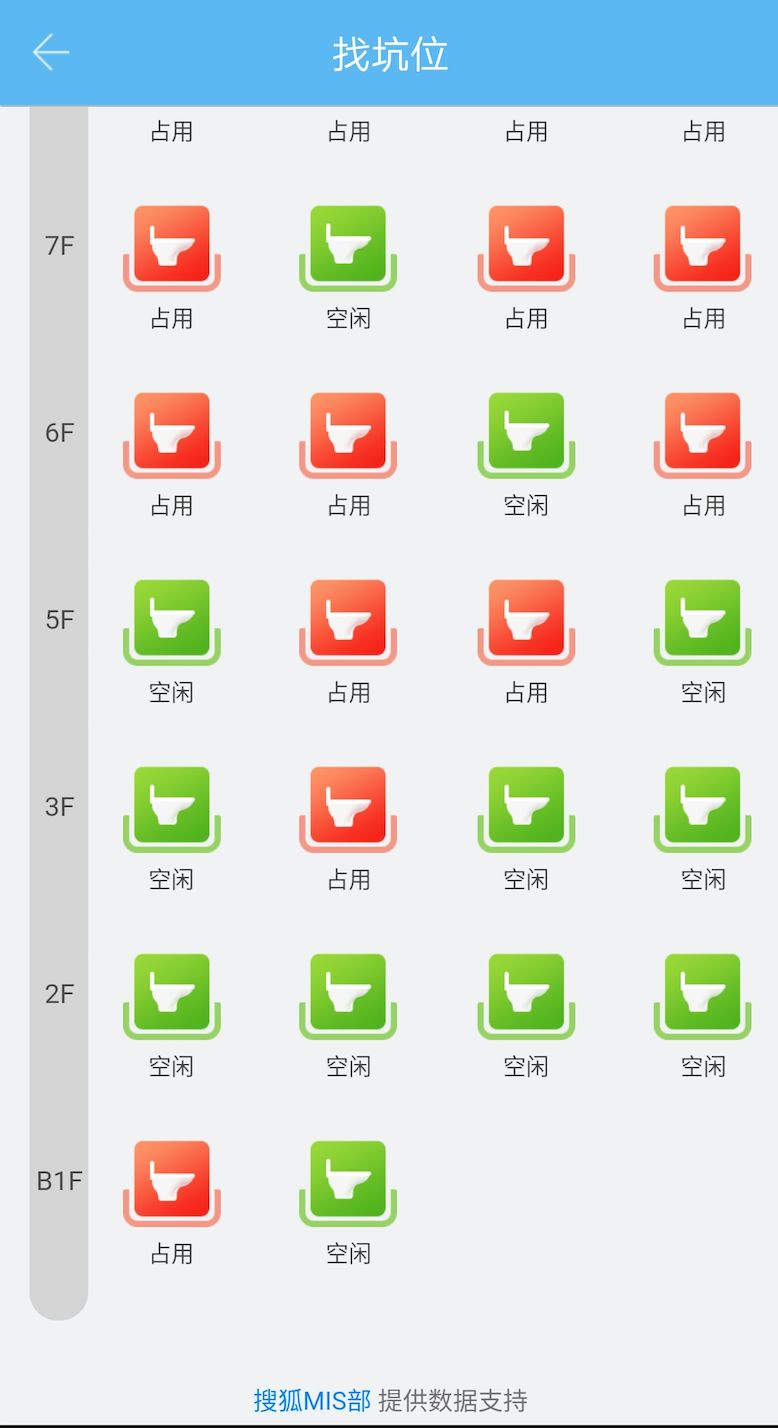 找坑位
占用 占用 占用 占用
7F
占用 空闲 占用 占用
6F
占用 占用 空闲 占用
5F
空闲 占用 占用 空闲
3F
空闲 占用 空闲 空闲
2F
空闲 空闲 空闲 空闲
B1F
占用 空闲
搜狐MIS部 提供数据支持